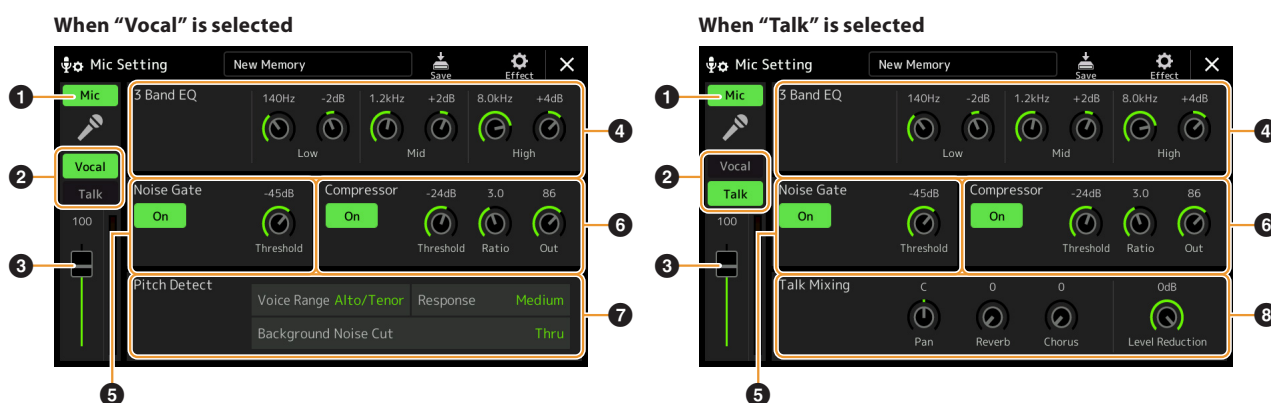 When “Vocal” is selected
Mic Setting New Memory Save Effect
1 Mic
3 Band EQ 140Hz -2dB 1.2kHz +2dB 8.0kHz +4dB
Low Mid High
4
2 Vocal
Talk
Noise Gate -45dB
On
Threshold
5
Compressor -24dB 3.0 86
On
Threshold Ratio Out
6
100
3
Pitch Detect
Voice Range Alto/Tenor Response Medium
Background Noise Cut Thru
7
When “Talk” is selected
Mic Setting New Memory Save Effect
1 Mic
3 Band EQ 140Hz -2dB 1.2kHz +2dB 8.0kHz +4dB
Low Mid High
4
2 Vocal
Talk
Noise Gate -45dB
On
Threshold
5
Compressor -24dB 3.0 86
On
Threshold Ratio Out
6
100
3
Talk Mixing C 0 0 0dB
Pan Reverb Chorus Level Reduction
8